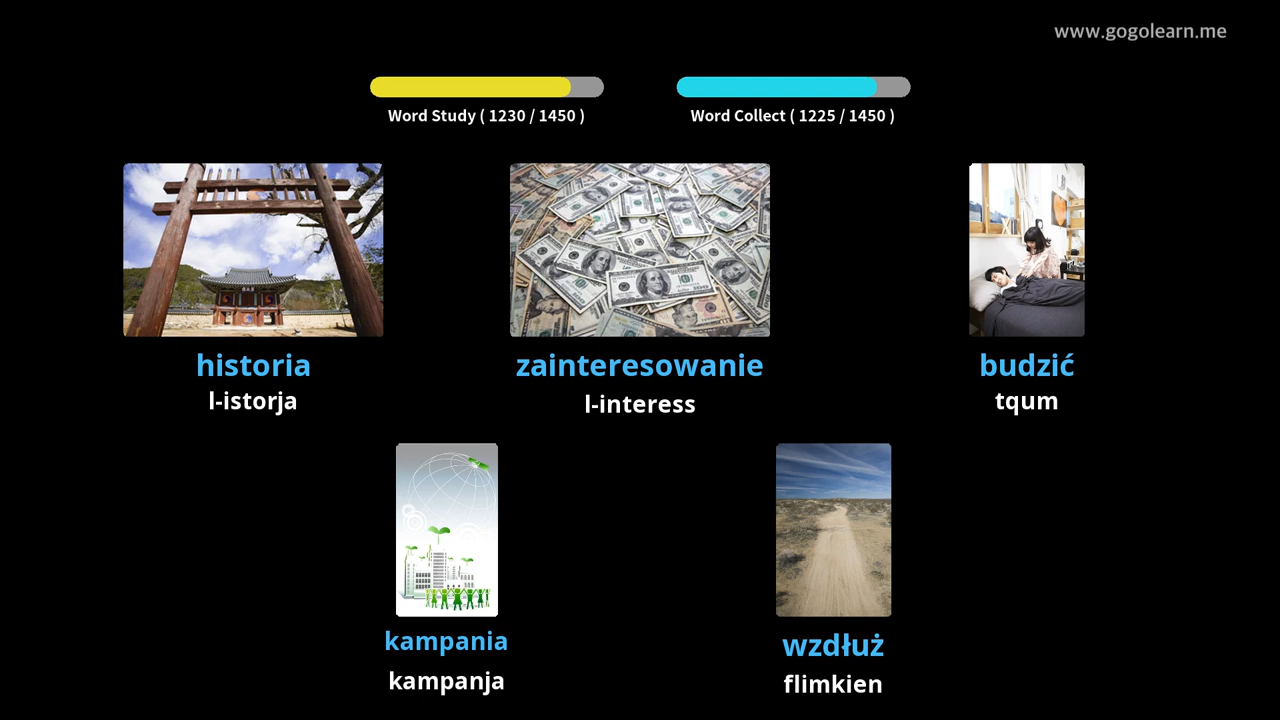 www.gogolearn.me
Word Study ( 1230 / 1450 )
Word Collect ( 1225 / 1450 )
historia
l-istorja
zainteresowanie
l-interess
budzić
tqum
kampania
kampanja
wzdłuż
flimkien